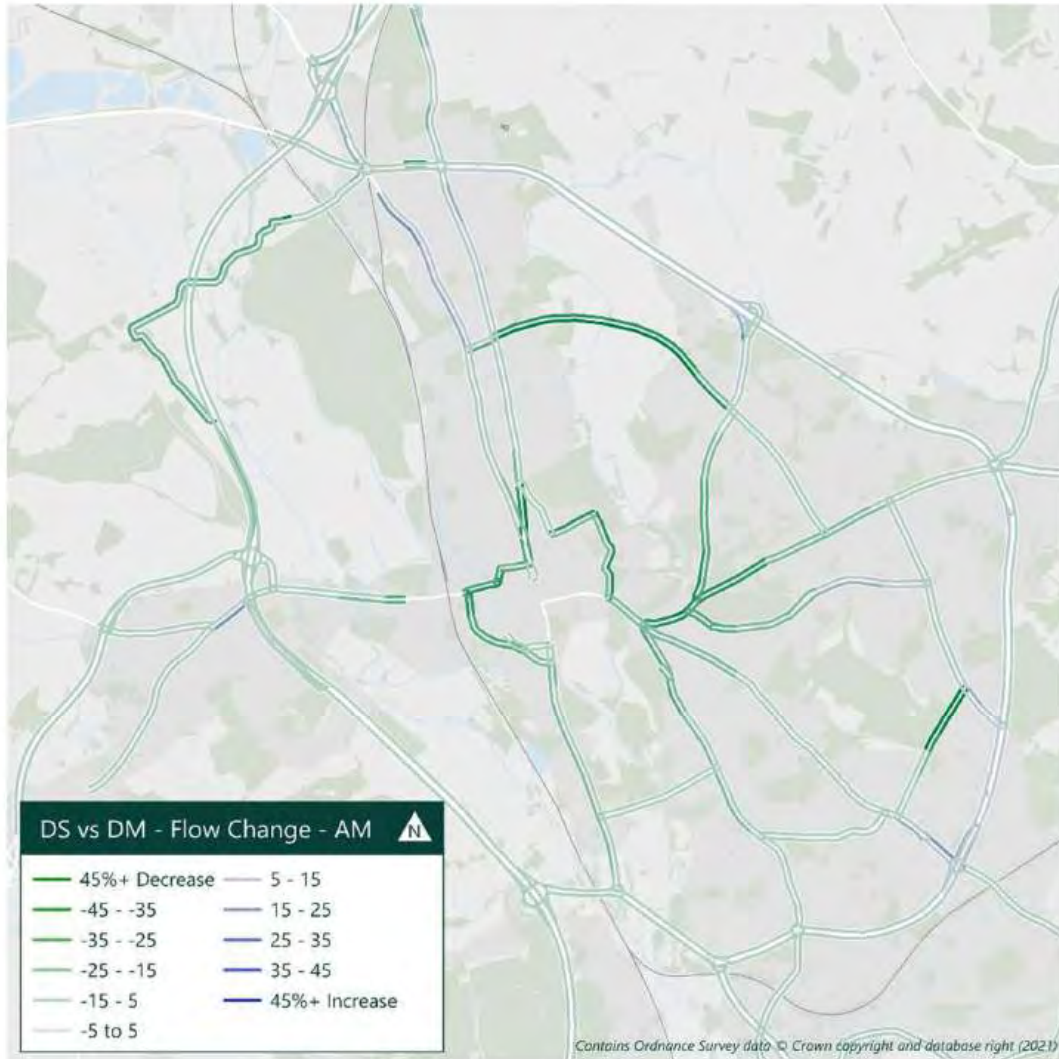 DS vs DM - Flow Change - AM
N
45%+ Decrease
-45 - -35
-35 - -25
-25 - -15
-15 - 5
-5 to 5
5 - 15
15 - 25
25 - 35
35 - 45
45%+ Increase
Contains Ordnance Survey data © Crown copyright and database right (2021)